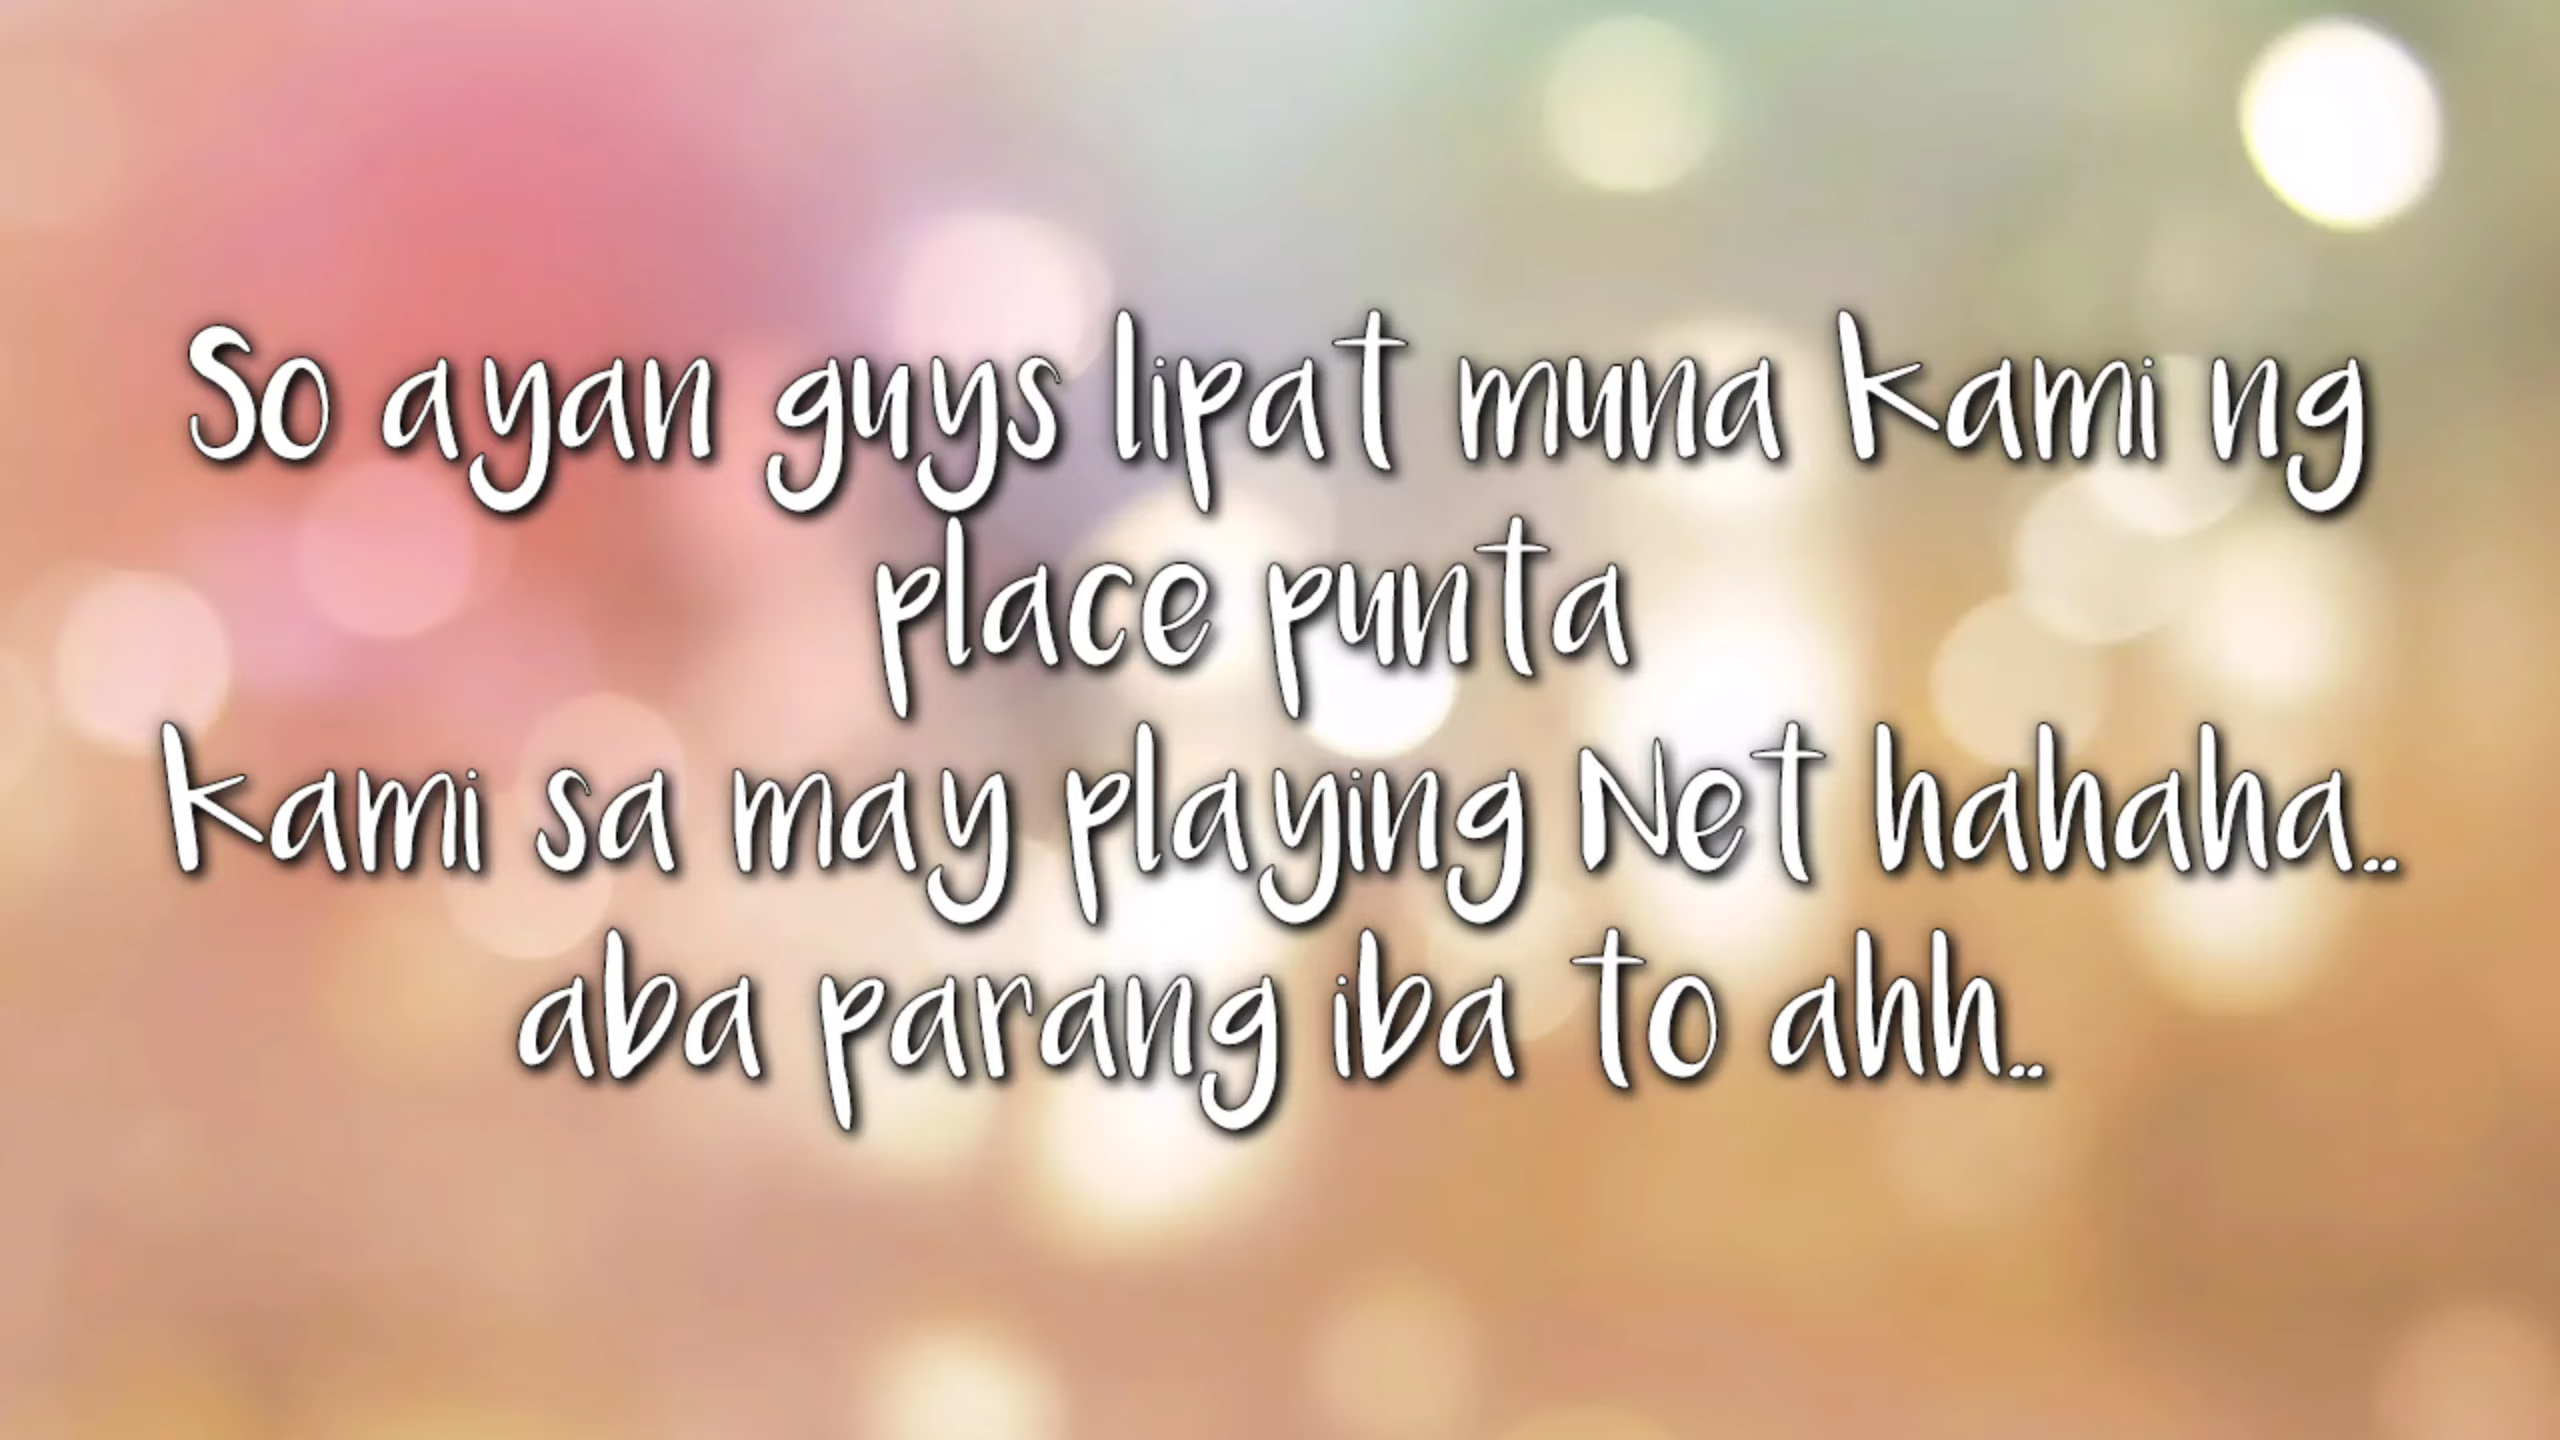 So ayan guys lipat muna kami ng
place punta
kami sa may playing Net hahaha..
aba parang iba to ahh..